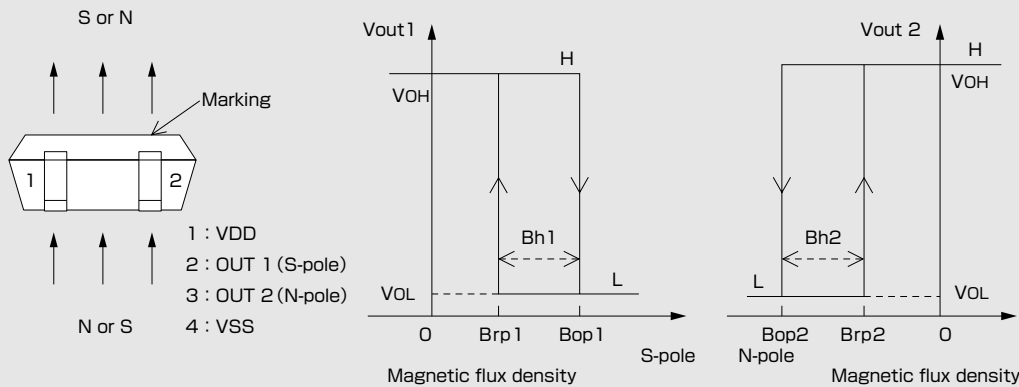 S or N
Marking
1
2
1 : VDD
2 : OUT 1 (S-pole)
3 : OUT 2 (N-pole)
4 : VSS
N or S
Vout1
H
VOH
Bh1
VOL
L
O
Brp1
Bop1
S-pole
Magnetic flux density
Vout 2
H
VOH
Bh2
L
VOL
Bop2
Brp2
O
N-pole
Magnetic flux density